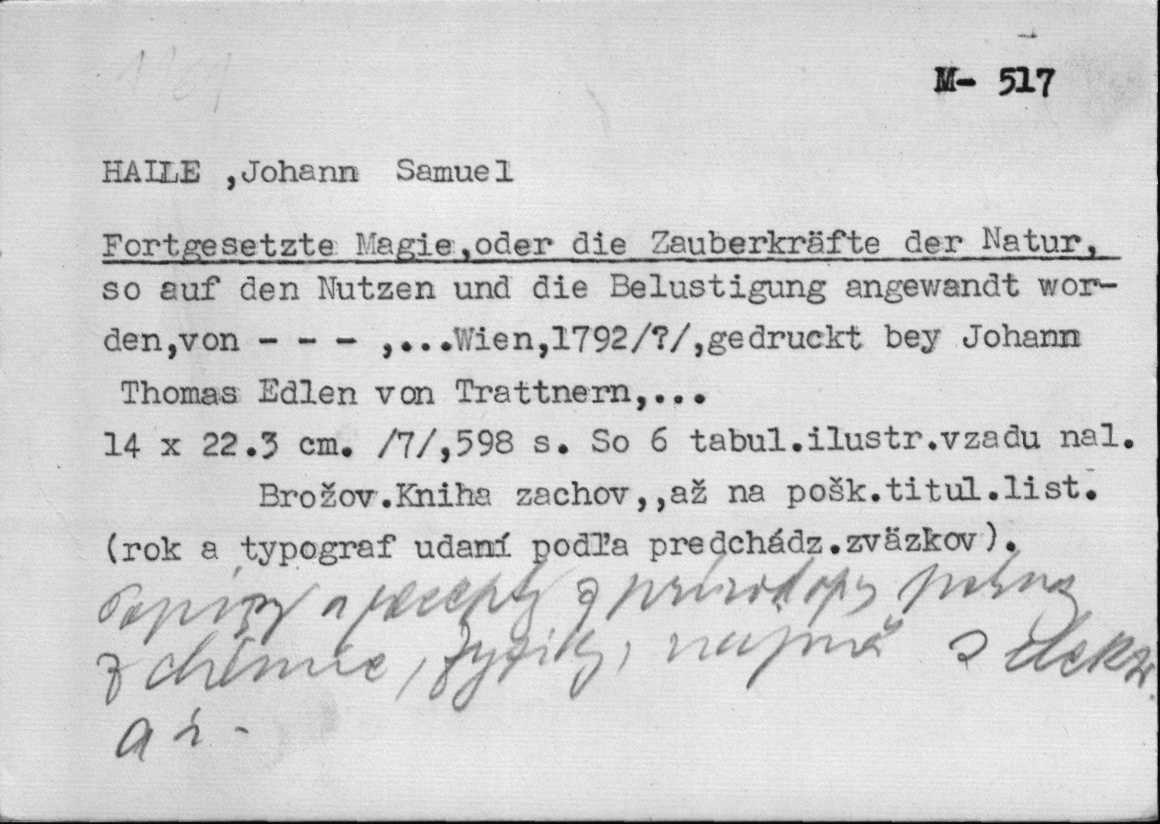 M- 517
HALLE ,Johann Samuel
Fortgesetzte Magie,oder die Zauberkräfte der Natur,
so auf den Nutzen und die Belustigung angewandt wor-
den,von - - - ,...Wien,1792/?/,gedruckt bey Johann
Thomas Edlen von Trattnern,...
14 x 22.3 cm. /7/,598 s. So 6 tabul.ilustr.vzadu nal.
Brožov.Kniha zachov,,až na pošk.titul.list.
(rok a typograf udaní podľa predchádz.zväzkov).
a recepty z prírodopy
z chémie, fyziky, najmä z elektr.
a i.